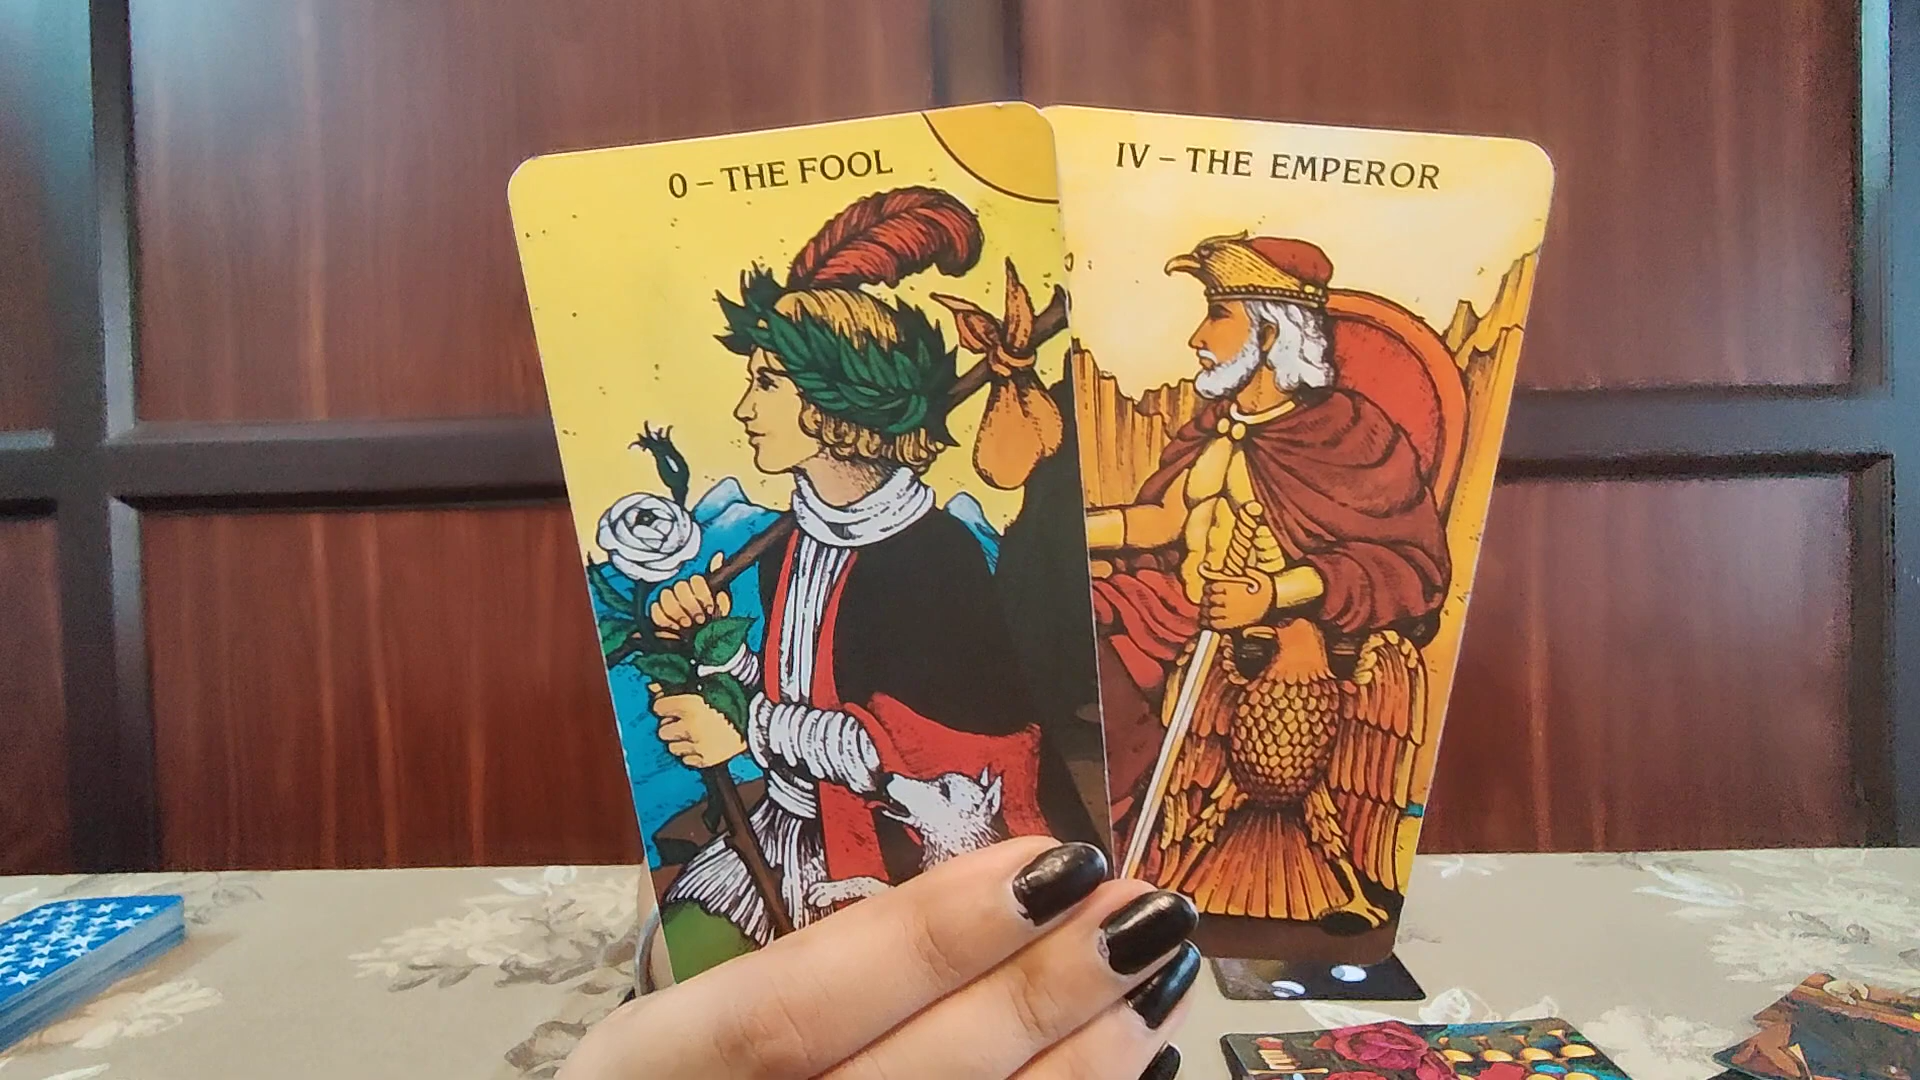 0 – THE FOOL
IV – THE EMPEROR